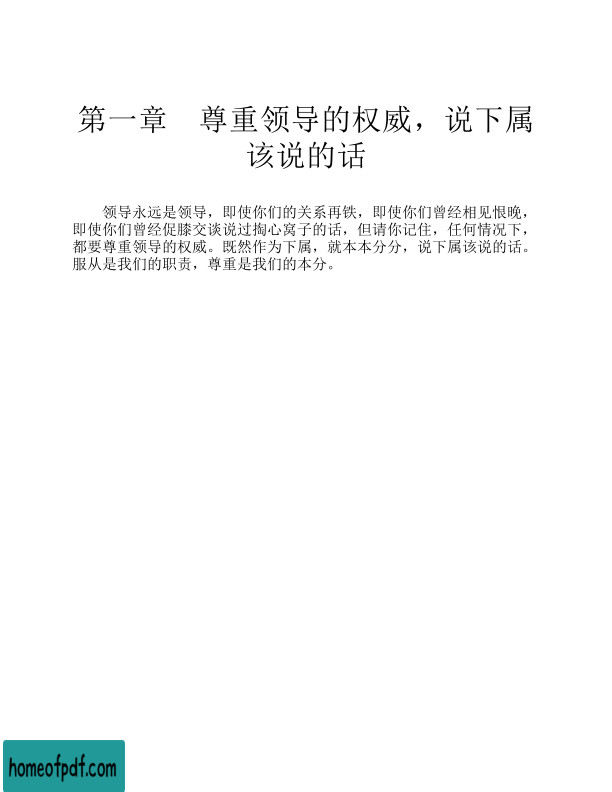 第一章　尊重领导的权威，说下属
该说的话
领导永远是领导，即使你们的关系再铁，即使你们曾经相见恨晚，
即使你们曾经促膝交谈说过掏心窝子的话，但请你记住，任何情况下，
都要尊重领导的权威。既然作为下属，就本本分分，说下属该说的话。
服从是我们的职责，尊重是我们的本分。
homeofpdf.com